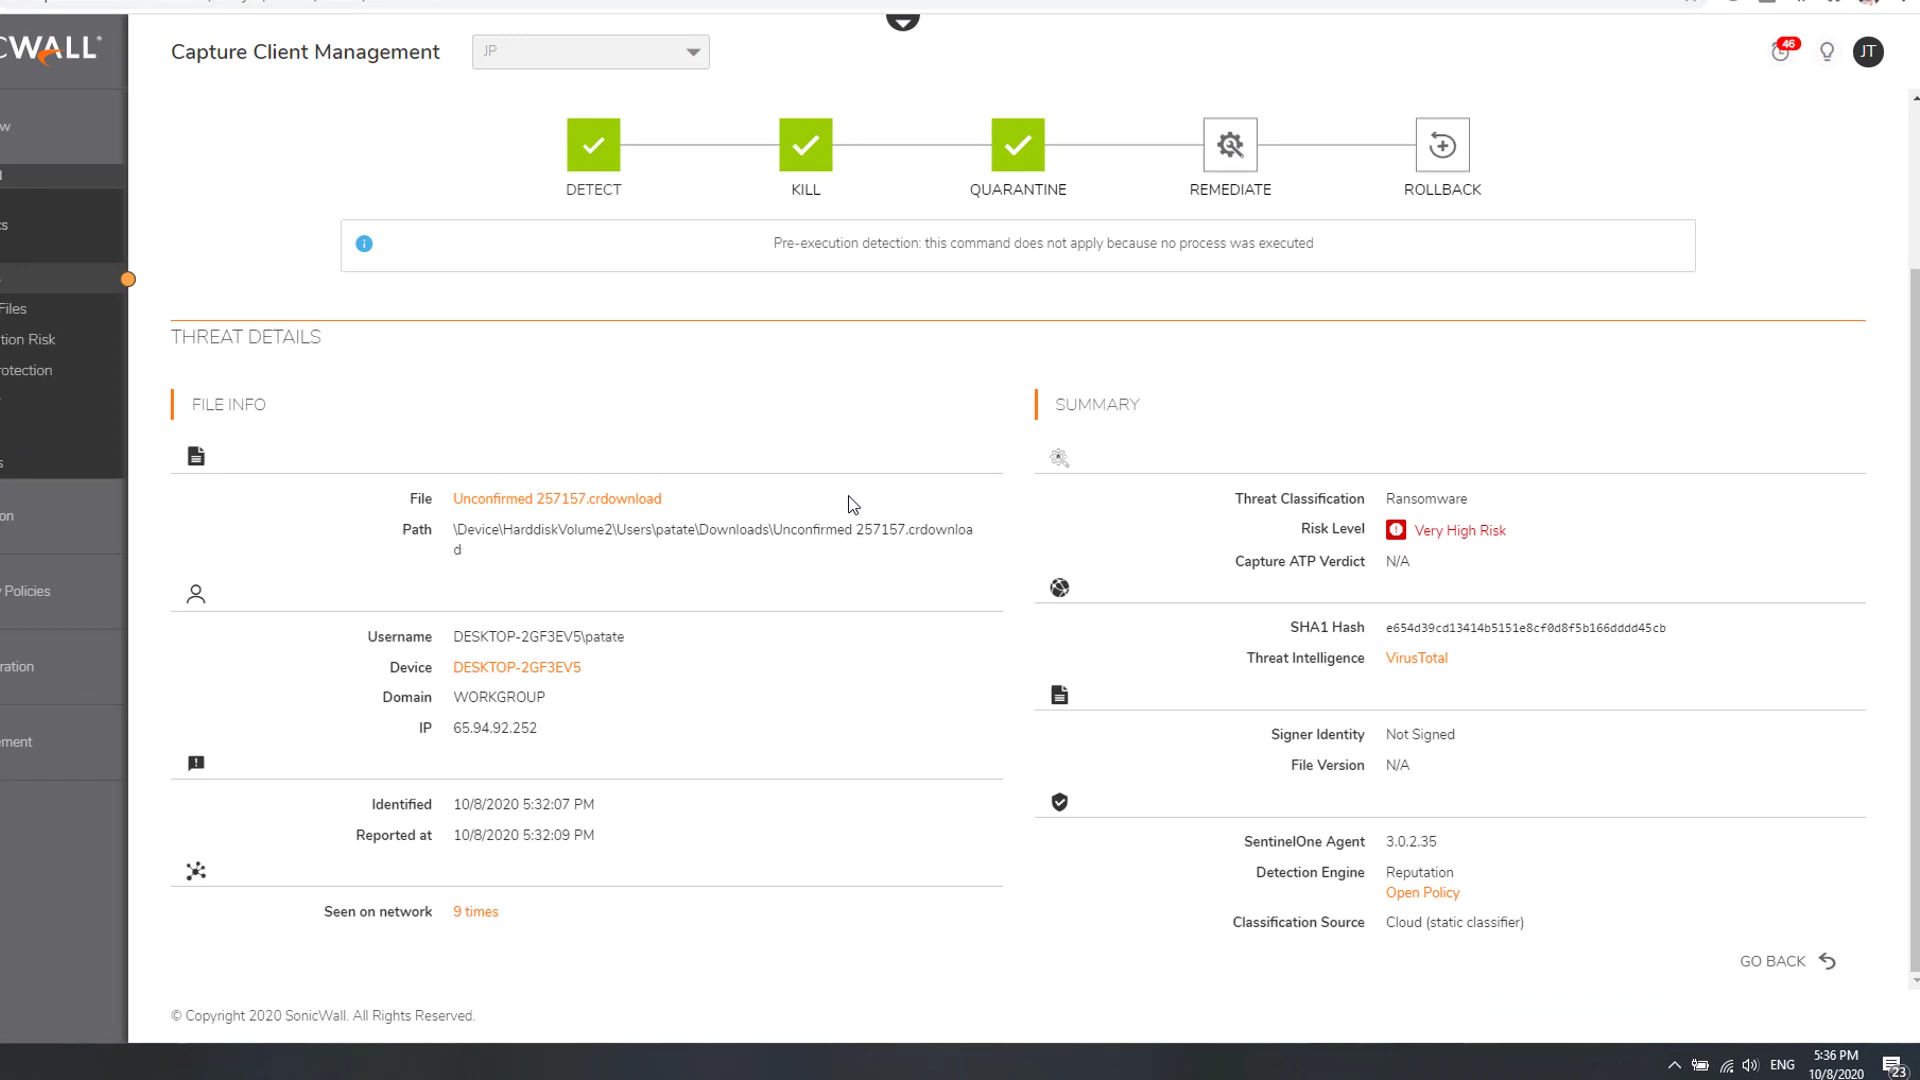 CWALL
Capture Client Management
JP
46
JT
w
DETECT
KILL
QUARANTINE
REMEDIATE
ROLLBACK
Pre-execution detection: this command does not apply because no process was executed
s
Files
tion Risk
rotection
s
on
Policies
ration
ement
THREAT DETAILS
FILE INFO
File Unconfirmed 257157.crdownload
Path \Device\HarddiskVolume2\Users\patate\Downloads\Unconfirmed 257157.crdownloa
d
Username DESKTOP-2GF3EV5\patate
Device DESKTOP-2GF3EV5
Domain WORKGROUP
IP 65.94.92.252
Identified 10/8/2020 5:32:07 PM
Reported at 10/8/2020 5:32:09 PM
Seen on network 9 times
SUMMARY
Threat Classification Ransomware
Risk Level Very High Risk
Capture ATP Verdict N/A
SHA1 Hash e654d39cd13414b5151e8cf0d8f5b166dddd45cb
Threat Intelligence VirusTotal
Signer Identity Not Signed
File Version N/A
SentinelOne Agent 3.0.2.35
Detection Engine Reputation
Open Policy
Classification Source Cloud (static classifier)
GO BACK
© Copyright 2020 SonicWall. All Rights Reserved.
ENG
5:36 PM
10/8/2020
23